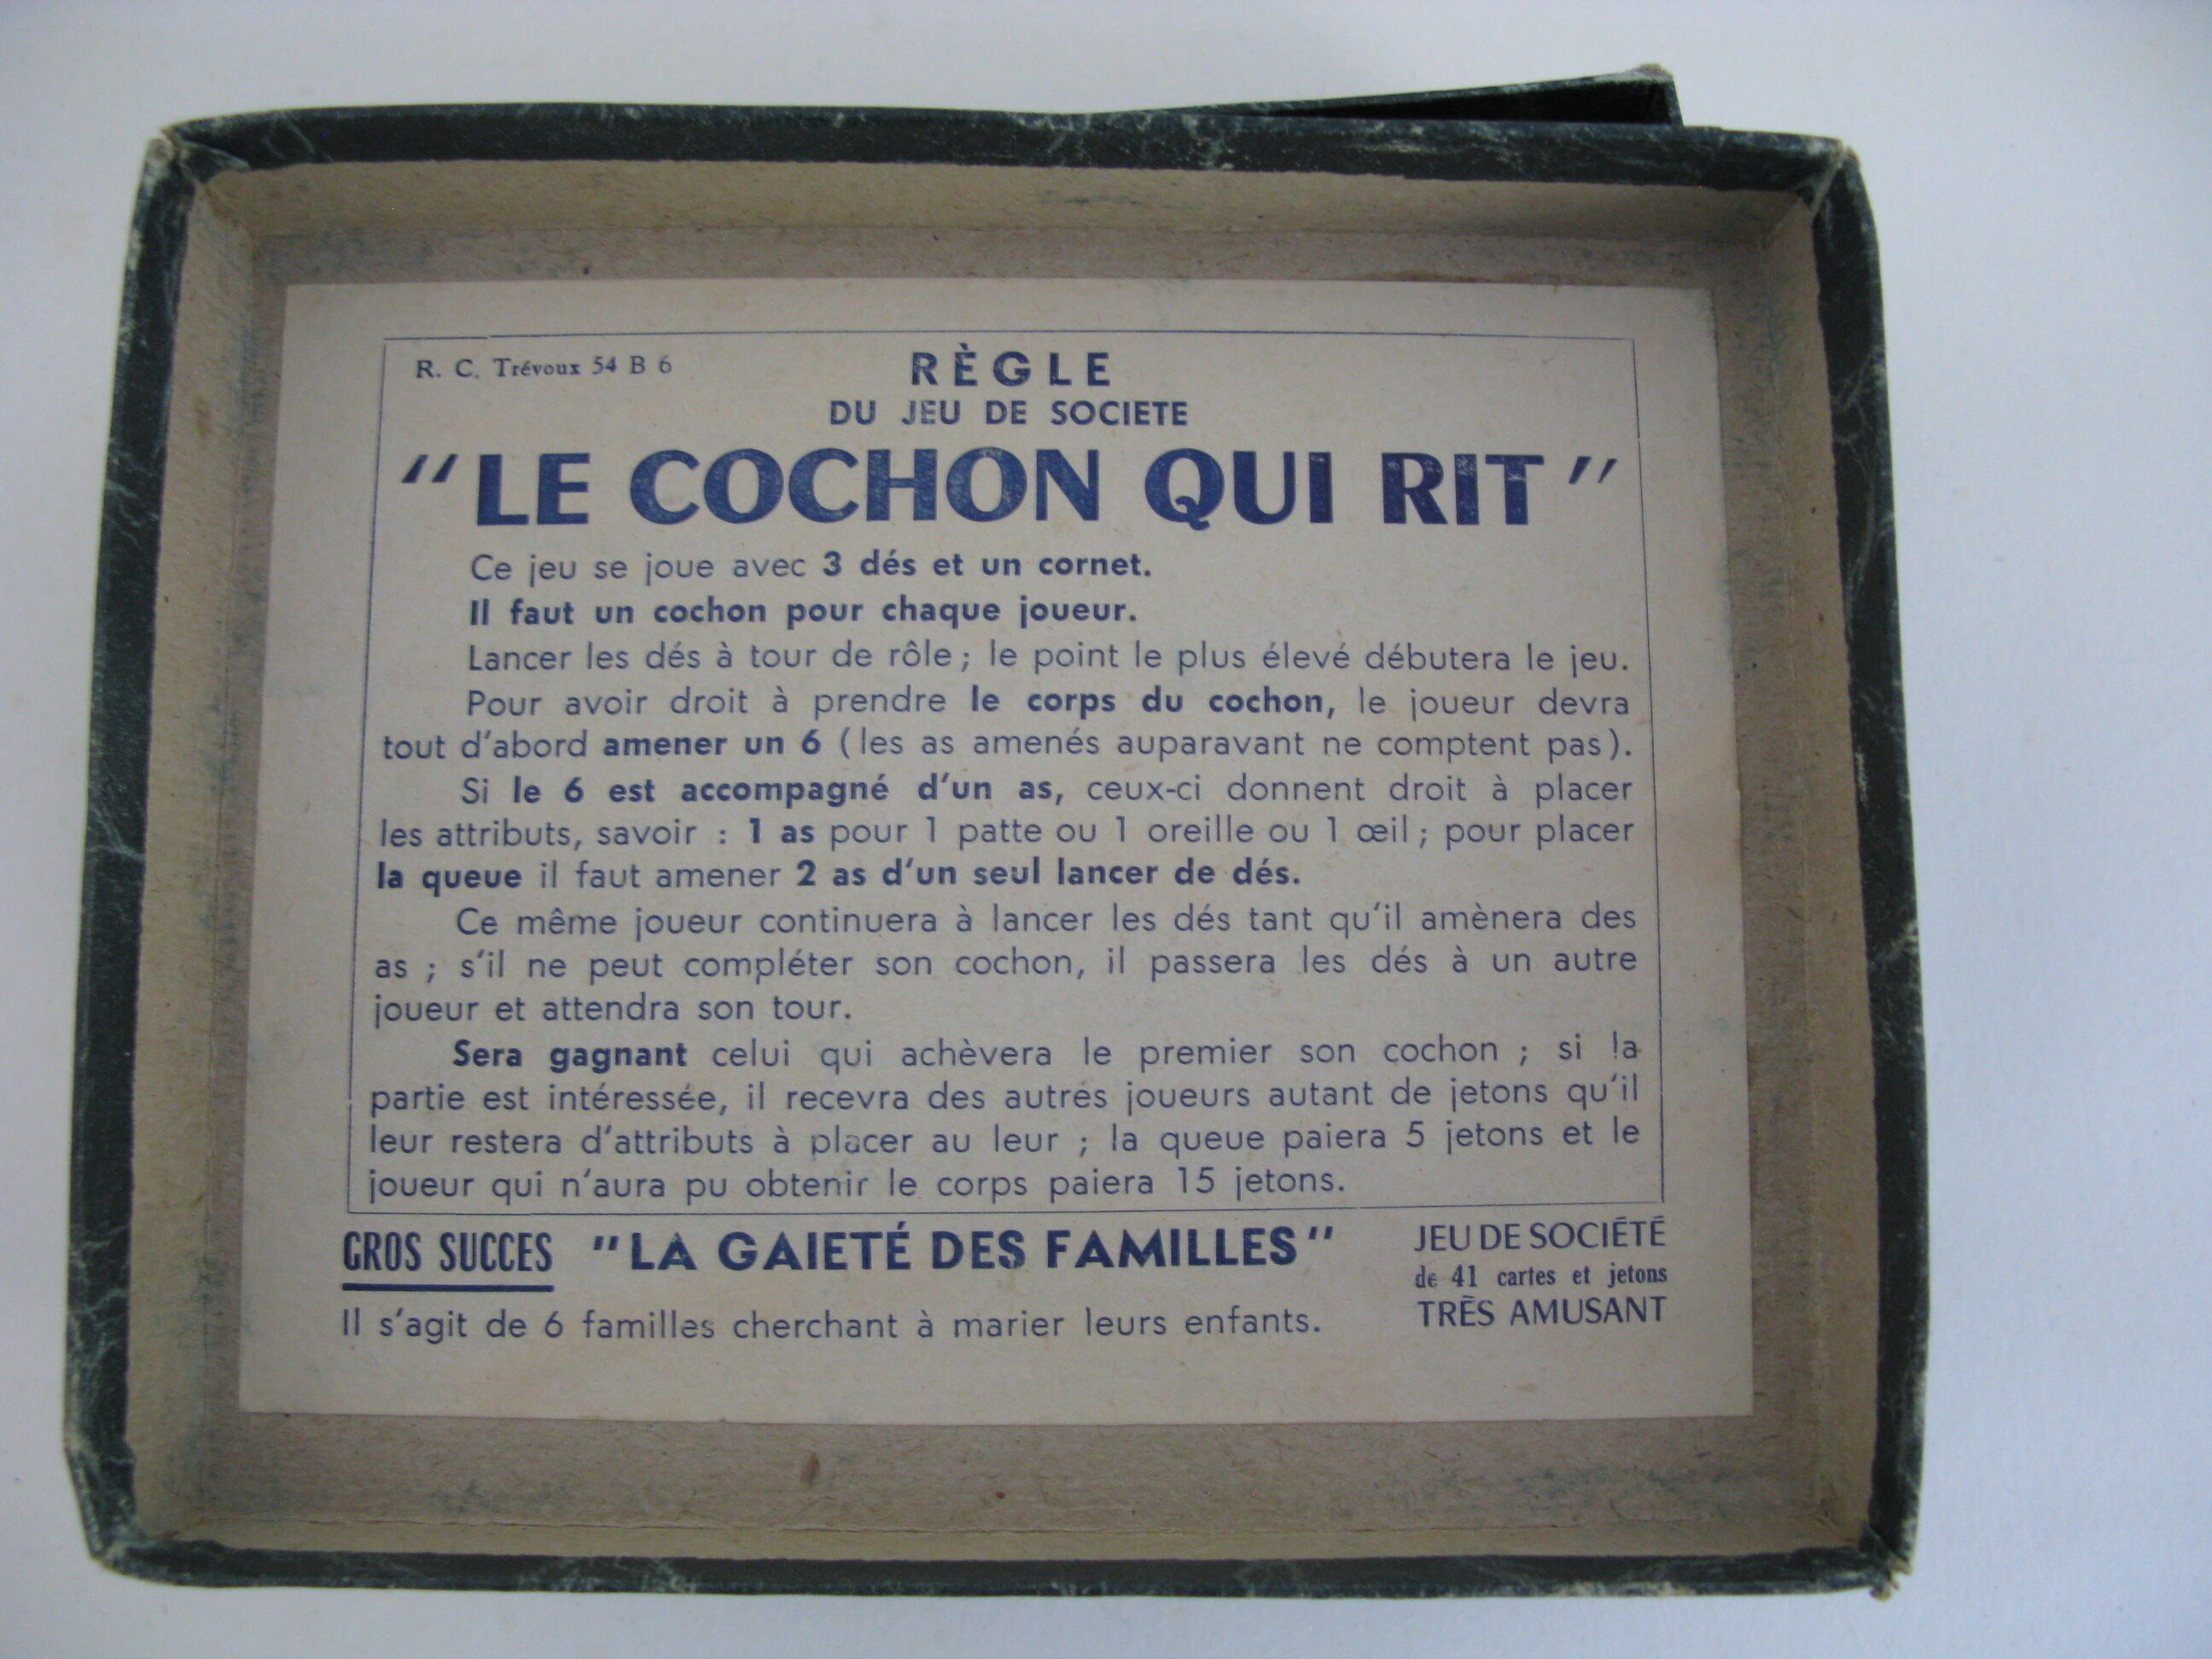 R. C. Trévoux 54 B 6
RÈGLE
DU JEU DE SOCIETE
"LE COCHON QUI RIT"
Ce jeu se joue avec 3 dés et un cornet.
Il faut un cochon pour chaque joueur.
Lancer les dés à tour de rôle ; le point le plus élevé débutera le jeu.
Pour avoir droit à prendre le corps du cochon, le joueur devra
tout d'abord amener un 6 (les as amenés auparavant ne comptent pas).
Si le 6 est accompagné d'un as, ceux-ci donnent droit à placer
les attributs, savoir : 1 as pour 1 patte ou 1 oreille ou 1 œil ; pour placer
la queue il faut amener 2 as d'un seul lancer de dés.
Ce même joueur continuera à lancer les dés tant qu'il amènera des
as ; s'il ne peut compléter son cochon, il passera les dés à un autre
joueur et attendra son tour.
Sera gagnant celui qui achèvera le premier son cochon ; si la
partie est intéressée, il recevra des autres joueurs autant de jetons qu'il
leur restera d'attributs à placer au leur ; la queue paiera 5 jetons et le
joueur qui n'aura pu obtenir le corps paiera 15 jetons.
GROS SUCCES "LA GAIETÉ DES FAMILLES"
Il s'agit de 6 familles cherchant à marier leurs enfants.
JEU DE SOCIÉTÉ
de 41 cartes et jetons
TRÈS AMUSANT